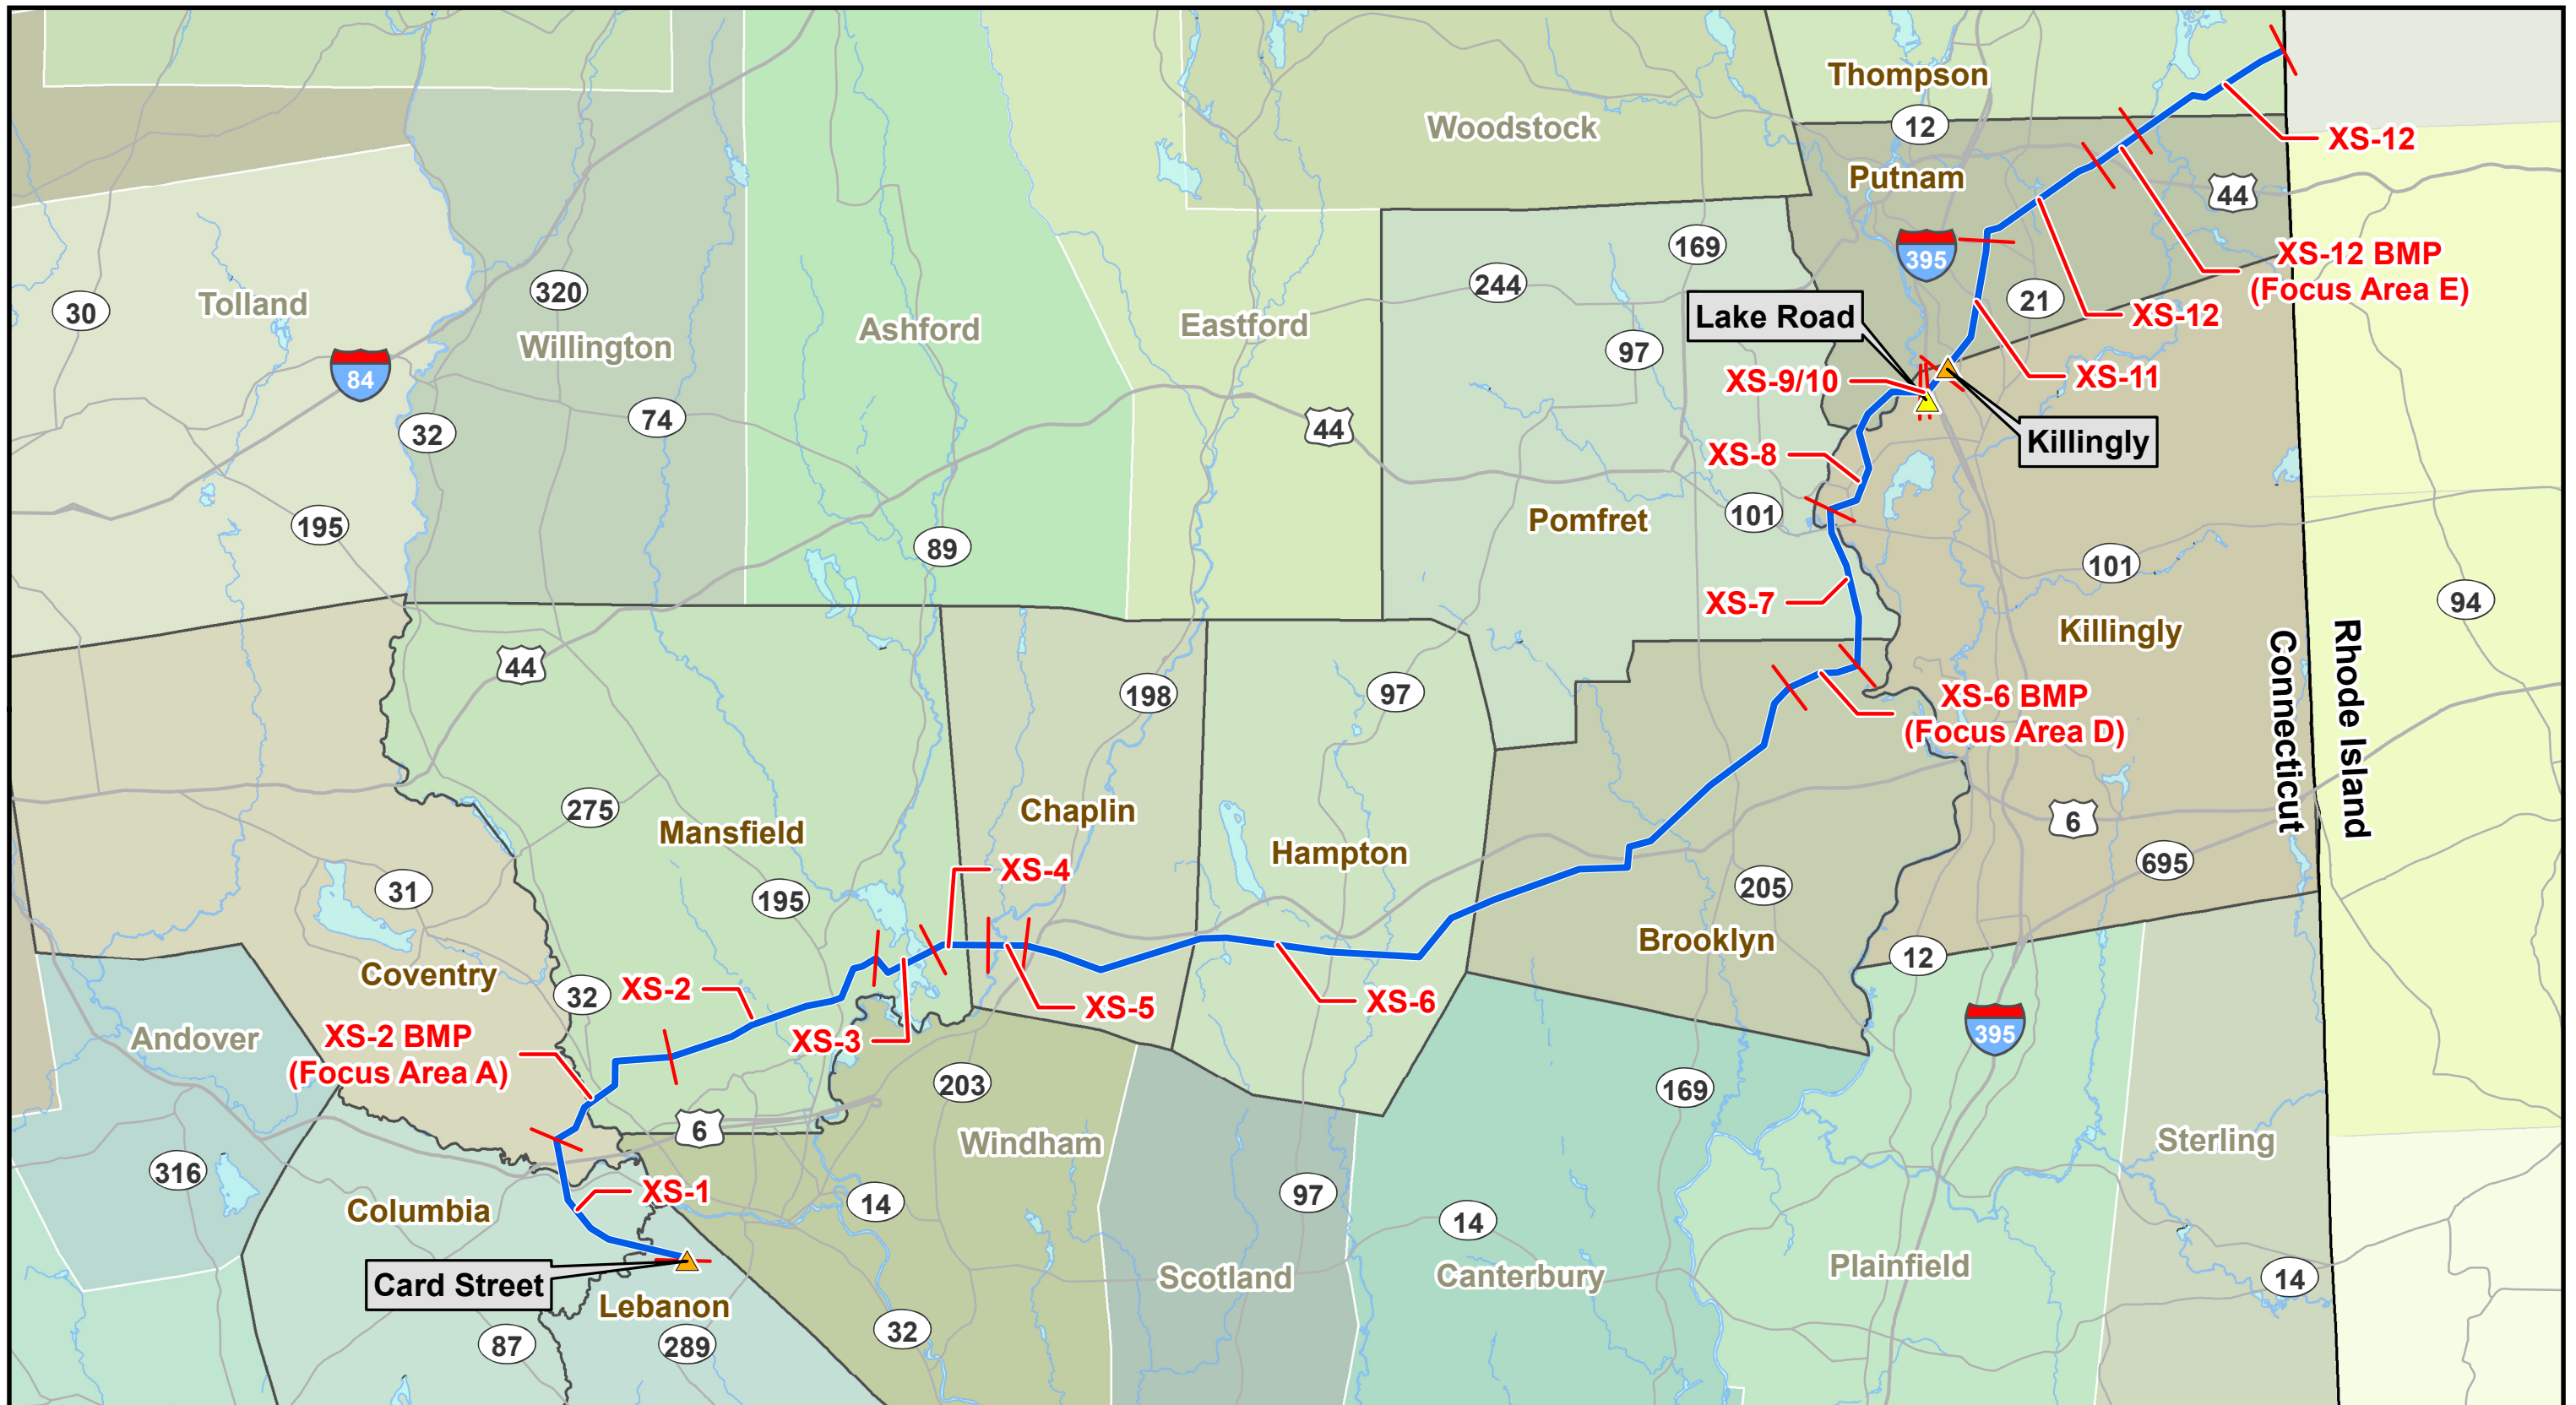 Thompson
Woodstock
12
XS-12
Putnam
44
169
XS-12 BMP
(Focus Area E)
395
244
320
30
Tolland
21
Lake Road
XS-12
Ashford
Eastford
Willington
97
84
XS-9/10
XS-11
74
44
32
Killingly
XS-8
195
Pomfret
101
89
101
XS-7
94
Killingly
Rhode Island
Connecticut
44
198
97
XS-6 BMP
(Focus Area D)
275
Chaplin
6
Mansfield
Hampton
695
XS-4
31
195
205
Brooklyn
12
Coventry
32
XS-2
XS-5
XS-6
395
Andover
XS-2 BMP
(Focus Area A)
XS-3
203
169
6
Windham
Sterling
316
XS-1
97
14
Columbia
14
Card Street
Scotland
Canterbury
Plainfield
14
Lebanon
87
289
32